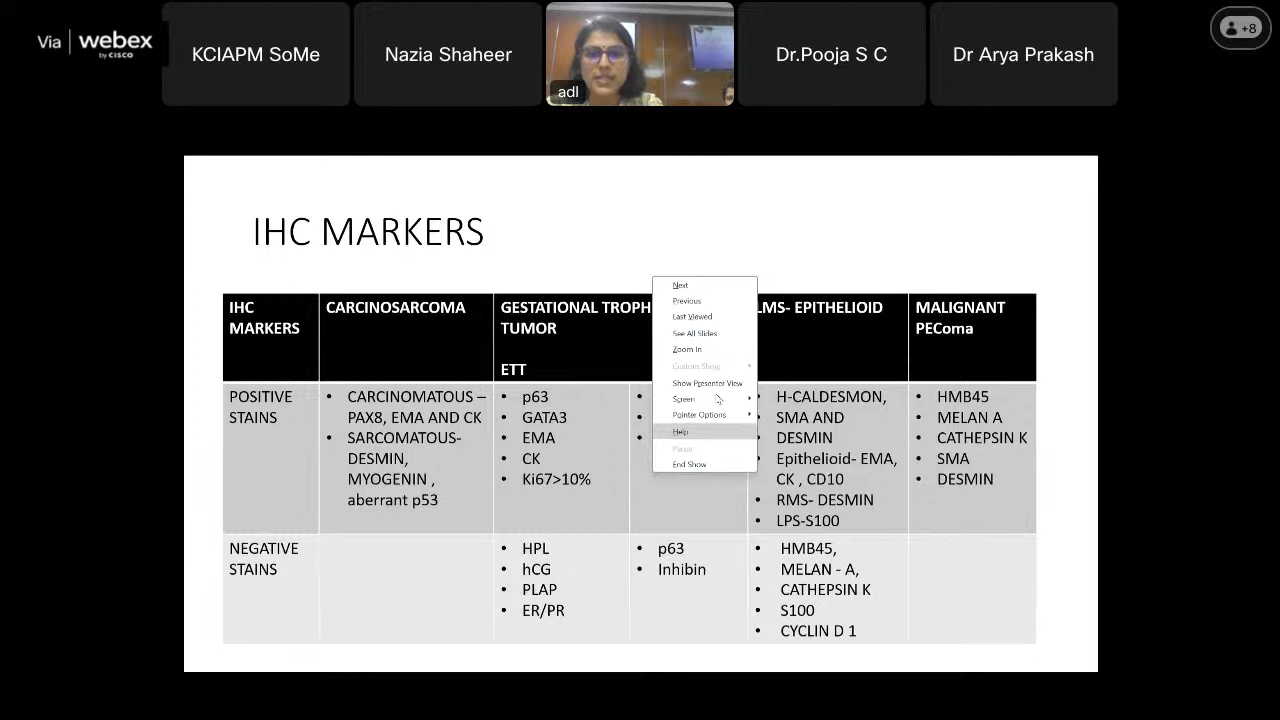 Via webex
by CISCO
KCIAPM SoMe
Nazia Shaheer
adl
Dr.Pooja S C
Dr Arya Prakash
+8
IHC MARKERS
IHC
MARKERS
CARCINOSARCOMA
GESTATIONAL TROPH
TUMOR
ETT
LMS- EPITHELIOID
MALIGNANT
PEComa
POSITIVE
STAINS
• CARCINOMATOUS –
PAX8, EMA AND CK
• SARCOMATOUS-
DESMIN,
MYOGENIN ,
aberrant p53
• p63
• GATA3
• EMA
• CK
• Ki67>10%
• H-CALDESMON,
• SMA AND
• DESMIN
• Epithelioid- EMA,
CK , CD10
• RMS- DESMIN
• LPS-S100
• HMB45
• MELAN A
• CATHEPSIN K
• SMA
• DESMIN
NEGATIVE
STAINS
• HPL
• hCG
• PLAP
• ER/PR
• p63
• Inhibin
• HMB45,
• MELAN - A,
• CATHEPSIN K
• S100
• CYCLIN D 1
Next
Previous
Last Viewed
See All Slides
Zoom In
Custom Show
Show Presenter View
Screen
Pointer Options
Help
Pause
End Show